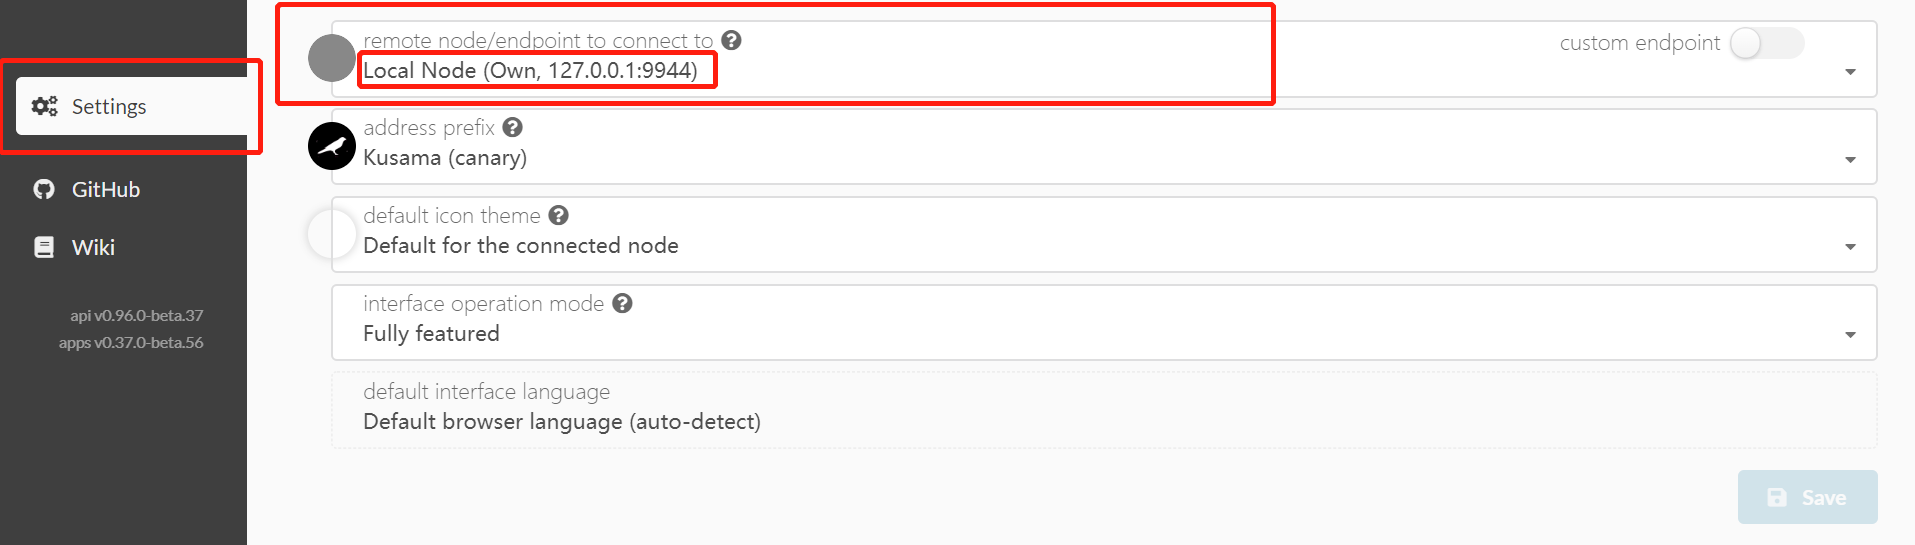 Settings
GitHub
Wiki
api v0.96.0-beta.37
apps v0.37.0-beta.56
remote node/endpoint to connect to
Local Node (Own, 127.0.0.1:9944)
custom endpoint
address prefix
Kusama (canary)
default icon theme
Default for the connected node
interface operation mode
Fully featured
default interface language
Default browser language (auto-detect)
Save